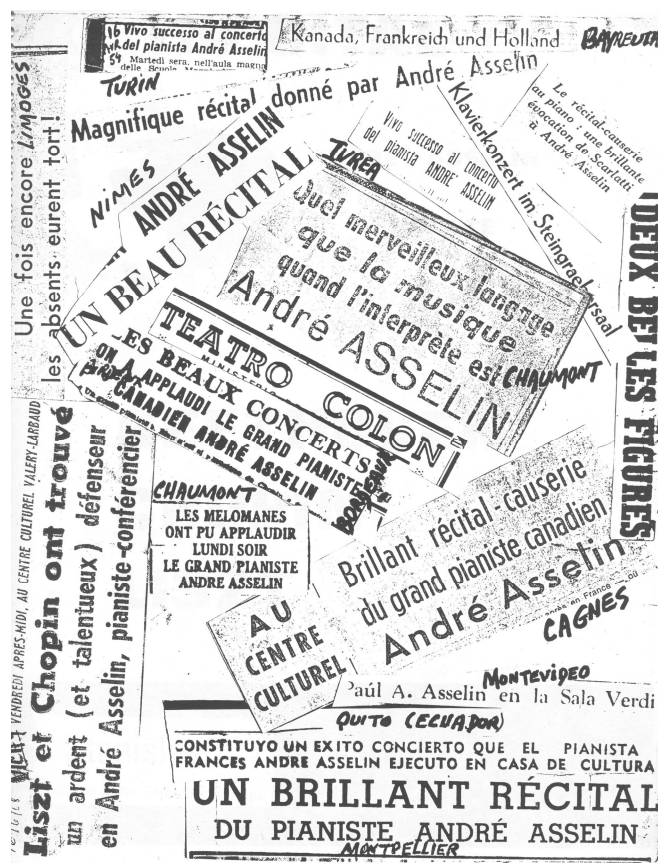 16 Vivo successo al concerto
del pianista André Asselin
54 Martedì sera, nell'aula magna
delle Scuole
TURIN
Kanada, Frankreich und Holland
BAYREUTH
Une fois encore LIMOGES
les absents eurent tort!
Magnifique récital donné par André Asselin
NIMES
ANDRÉ ASSELIN
UN BEAU RÉCITAL
IVREA
Vivo successo al concerto
del pianista ANDRE' ASSELIN
Klavierkonzert im Steingraebersaal
Le récital-causerie
au piano : une brillante
évocation de Scarlatti
à André Asselin
DEUX BELLES FIGURES
Quel merveilleux langage
que la musique
quand l'interprète est
André ASSELIN
CHAUMONT
TEATRO COLON
LES BEAUX CONCERTS
ON A APPLAUDI LE GRAND PIANISTE
CANADIEN ANDRÉ ASSELIN
BORDEAUX
CHAUMONT
LES MELOMANES
ONT PU APPLAUDIR
LUNDI SOIR
LE GRAND PIANISTE
ANDRE ASSELIN
Brillant récital-causerie
du grand pianiste canadien
André Asselin
en France
CAGNES
AU
CENTRE
CULTUREL
VICHY VENDREDI APRES-MIDI, AU CENTRE CULTUREL VALERY-LARBAUD
Liszt et Chopin ont trouvé
un ardent (et talentueux) défenseur
en André Asselin, pianiste-conférencier
MONTEVIDEO
Paúl A. Asselin en la Sala Verdi
QUITO (ECUADOR)
CONSTITUYO UN EXITO CONCIERTO QUE EL PIANISTA
FRANCES ANDRE ASSELIN EJECUTO EN CASA DE CULTURA
UN BRILLANT RÉCITAL
DU PIANISTE ANDRÉ ASSELIN
MONTPELLIER